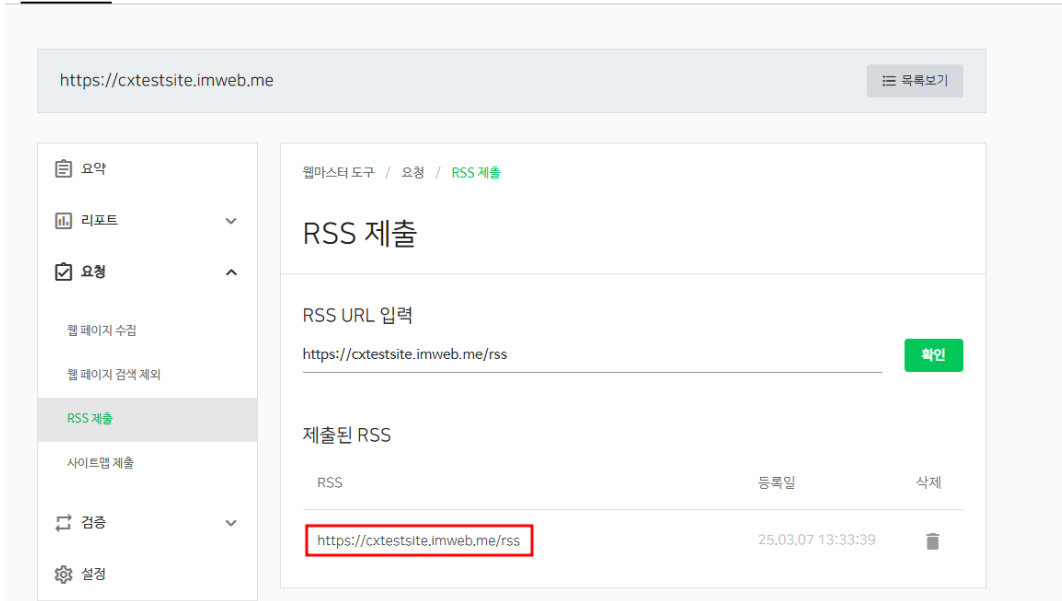 https://cxtestsite.imweb.me
목록보기
요약
리포트
요청
웹 페이지 수집
웹 페이지 검색 제외
RSS 제출
사이트맵 제출
검증
설정
웹마스터 도구 / 요청 / RSS 제출
RSS 제출
RSS URL 입력
https://cxtestsite.imweb.me/rss
확인
제출된 RSS
RSS 등록일 삭제
https://cxtestsite.imweb.me/rss 25.03.07 13:33:39